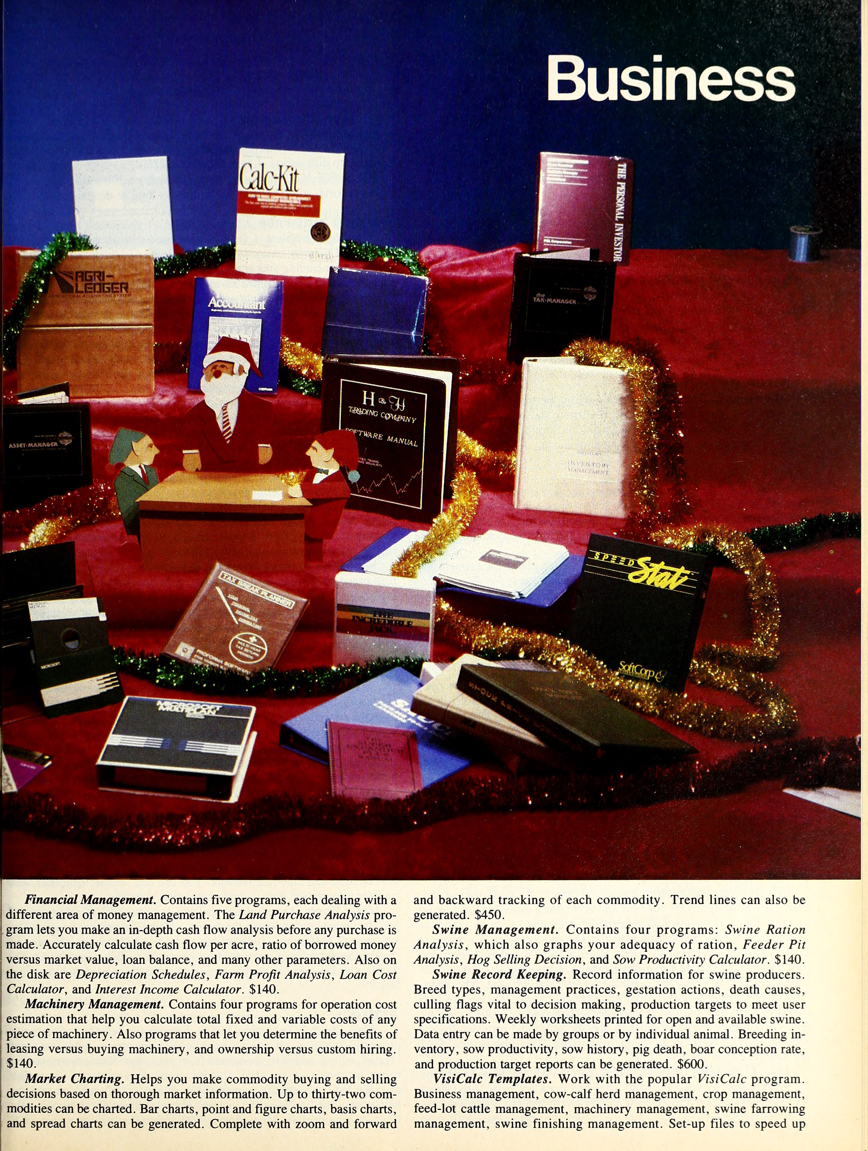 Business
Calc-Kit
THE PERSONAL INVESTOR
AGRI-
LEDGER
Accountant
the
TAX-MANAGER
ASSET-MANAGER
H & H
TRADING COMPANY
SOFTWARE MANUAL
INVENTORY
MANAGEMENT
SPEED
Stat
SoftCorp
TAX BREAK PLANNER
THE
INCREDIBLE
JACK
MICROSOFT
MICROSOFT
MULTIPLAN
Financial Management. Contains five programs, each dealing with a
different area of money management. The Land Purchase Analysis pro-
gram lets you make an in-depth cash flow analysis before any purchase is
made. Accurately calculate cash flow per acre, ratio of borrowed money
versus market value, loan balance, and many other parameters. Also on
the disk are Depreciation Schedules, Farm Profit Analysis, Loan Cost
Calculator, and Interest Income Calculator. $140.
Machinery Management. Contains four programs for operation cost
estimation that help you calculate total fixed and variable costs of any
piece of machinery. Also programs that let you determine the benefits of
leasing versus buying machinery, and ownership versus custom hiring.
$140.
Market Charting. Helps you make commodity buying and selling
decisions based on thorough market information. Up to thirty-two com-
modities can be charted. Bar charts, point and figure charts, basis charts,
and spread charts can be generated. Complete with zoom and forward
and backward tracking of each commodity. Trend lines can also be
generated. $450.
Swine Management. Contains four programs: Swine Ration
Analysis, which also graphs your adequacy of ration, Feeder Pit
Analysis, Hog Selling Decision, and Sow Productivity Calculator. $140.
Swine Record Keeping. Record information for swine producers.
Breed types, management practices, gestation actions, death causes,
culling flags vital to decision making, production targets to meet user
specifications. Weekly worksheets printed for open and available swine.
Data entry can be made by groups or by individual animal. Breeding in-
ventory, sow productivity, sow history, pig death, boar conception rate,
and production target reports can be generated. $600.
VisiCalc Templates. Work with the popular VisiCalc program.
Business management, cow-calf herd management, crop management,
feed-lot cattle management, machinery management, swine farrowing
management, swine finishing management. Set-up files to speed up